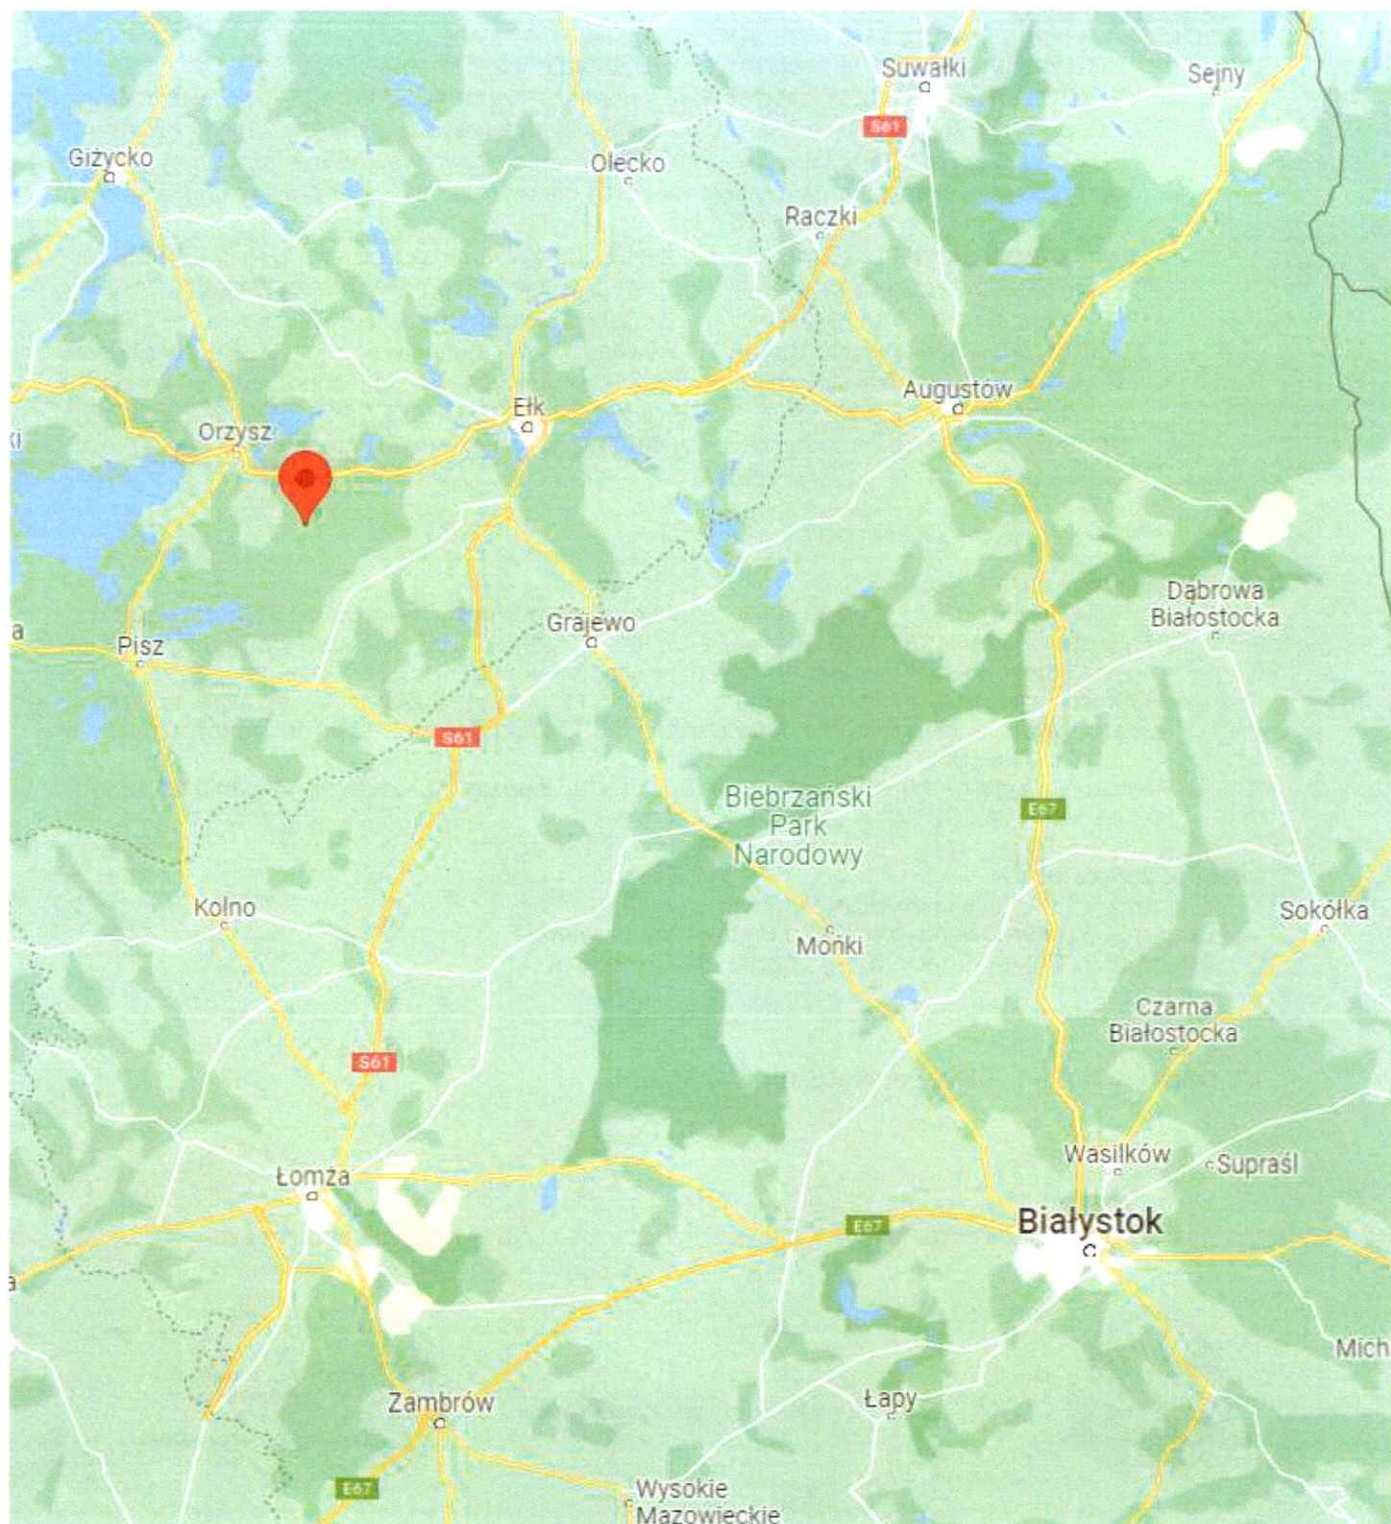 Suwałki
Sejny
S61
Giżycko
Olecko
Raczki
Augustów
Ełk
Orzysz
ki
Dąbrowa
Białostocka
Grajewo
a
Pisz
S61
Biebrzański
Park
Narodowy
E67
Kolno
Sokółka
Mońki
Czarna
Białostocka
S61
Wasilków
Supraśl
Łomża
Białystok
E67
a
Mich
Zambrów
Łapy
E67
Wysokie
Mazowieckie